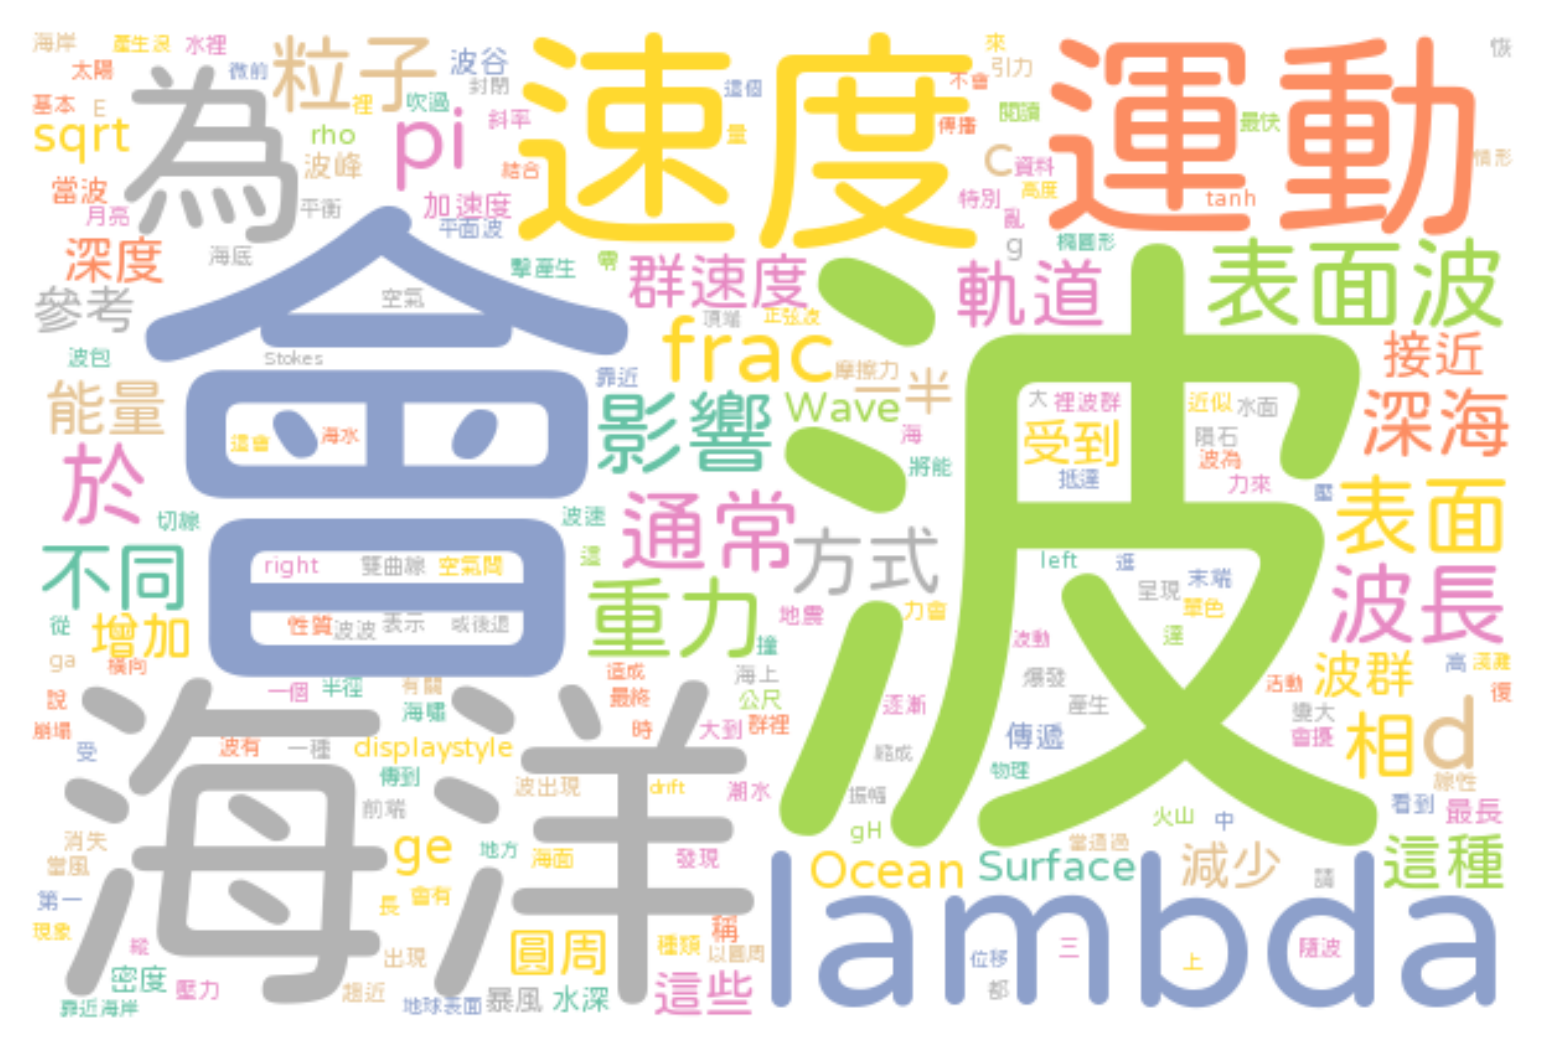 海岸 產生浪 水裡 粒子 波谷 速度 來 運動 恢
太陽 微前 封閉 這個 不會 引力
基本 E 為 裡 吹過 量 傳播 閱讀 最快
sqrt rho pi 斜率 c 資料 情形
當波 波峰 結合 特別 高度 tanh
月亮 平衡 加速度 亂
深度 海底 平面波 g 橢圓形
參考 空氣 擊產生 零 群速度 軌道 表面波
波包 Stokes 會 頂端 正弦波 波 接近
能量 靠近 frac 摩擦力 一半
這會 海水 影響 Wave 大 裡波群 近似 水面 深海
於 海 受到 隕石
將能 抵達 波為 力來 壓
切線 波速 通常 表面
不同 right 雙曲線 空氣間 這 方式 left 進 末端 波長
呈現 單色
從 增加 性質 波波 表示 或後退 重力 地震 力會 達
ga 橫向 撞 波動 波群 高 淺灘
說 一個 半徑 有關 造成 海上 爆發 活動 復
崩塌 海嘯 最終 公尺 逐漸 產生 變大
受 海洋 波有 一種 displaystyle 時 大到 群裡 傳遞 會擾 相 d
傳到 縮成 物理 線性
前端 波出現 drift 潮水 振幅 看到 最長
消失 gH 火山 中
當風 ge 地方 海面 發現 當通過 這種
Ocean Surface 減少
第一 長 會有 lambda
現象 縱 稱
出現 圓周 種類 以圓周 三 隨波
密度 壓力 趨近 位移 上
靠近海岸 地球表面 暴風 水深 這些 都